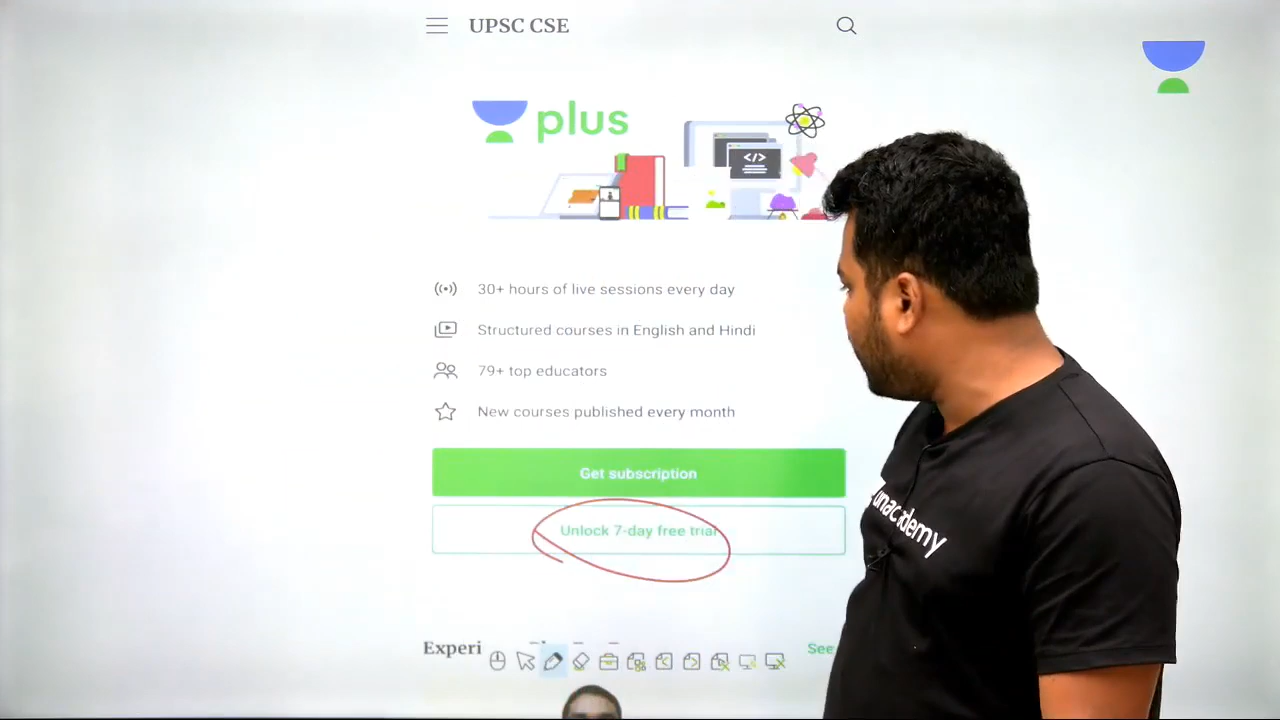 UPSC CSE
plus
30+ hours of live sessions every day
Structured courses in English and Hindi
79+ top educators
New courses published every month
Get subscription
Unlock 7-day free trial
Experi
See
unacademy